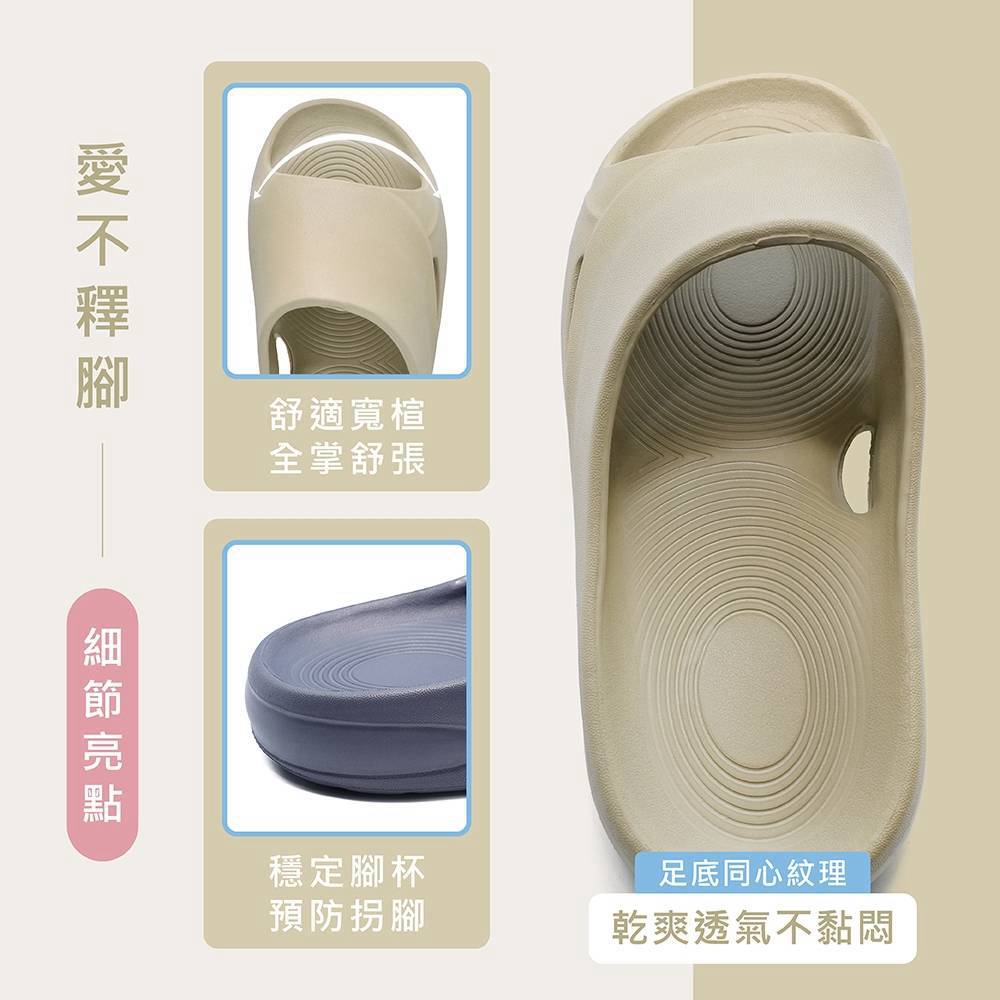 愛不釋腳
細節亮點
舒適寬楦
全掌舒張
穩定腳杯
預防拐腳
足底同心紋理
乾爽透氣不黏悶